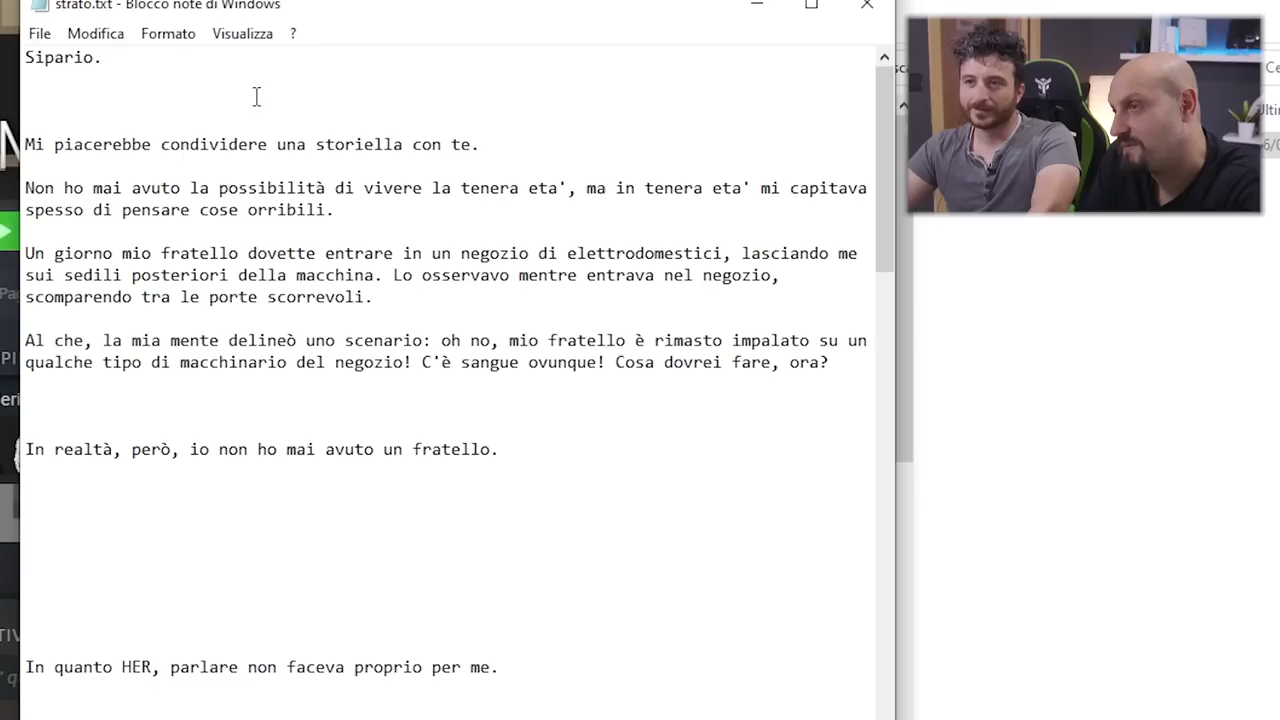 strato.txt - Blocco note di Windows
File Modifica Formato Visualizza ?
Sipario.
Mi piacerebbe condividere una storiella con te.
Non ho mai avuto la possibilità di vivere la tenera eta', ma in tenera eta' mi capitava
spesso di pensare cose orribili.
Un giorno mio fratello dovette entrare in un negozio di elettrodomestici, lasciando me
sui sedili posteriori della macchina. Lo osservavo mentre entrava nel negozio,
scomparendo tra le porte scorrevoli.
Al che, la mia mente delineò uno scenario: oh no, mio fratello è rimasto impalato su un
qualche tipo di macchinario del negozio! C'è sangue ovunque! Cosa dovrei fare, ora?
In realtà, però, io non ho mai avuto un fratello.
In quanto HER, parlare non faceva proprio per me.